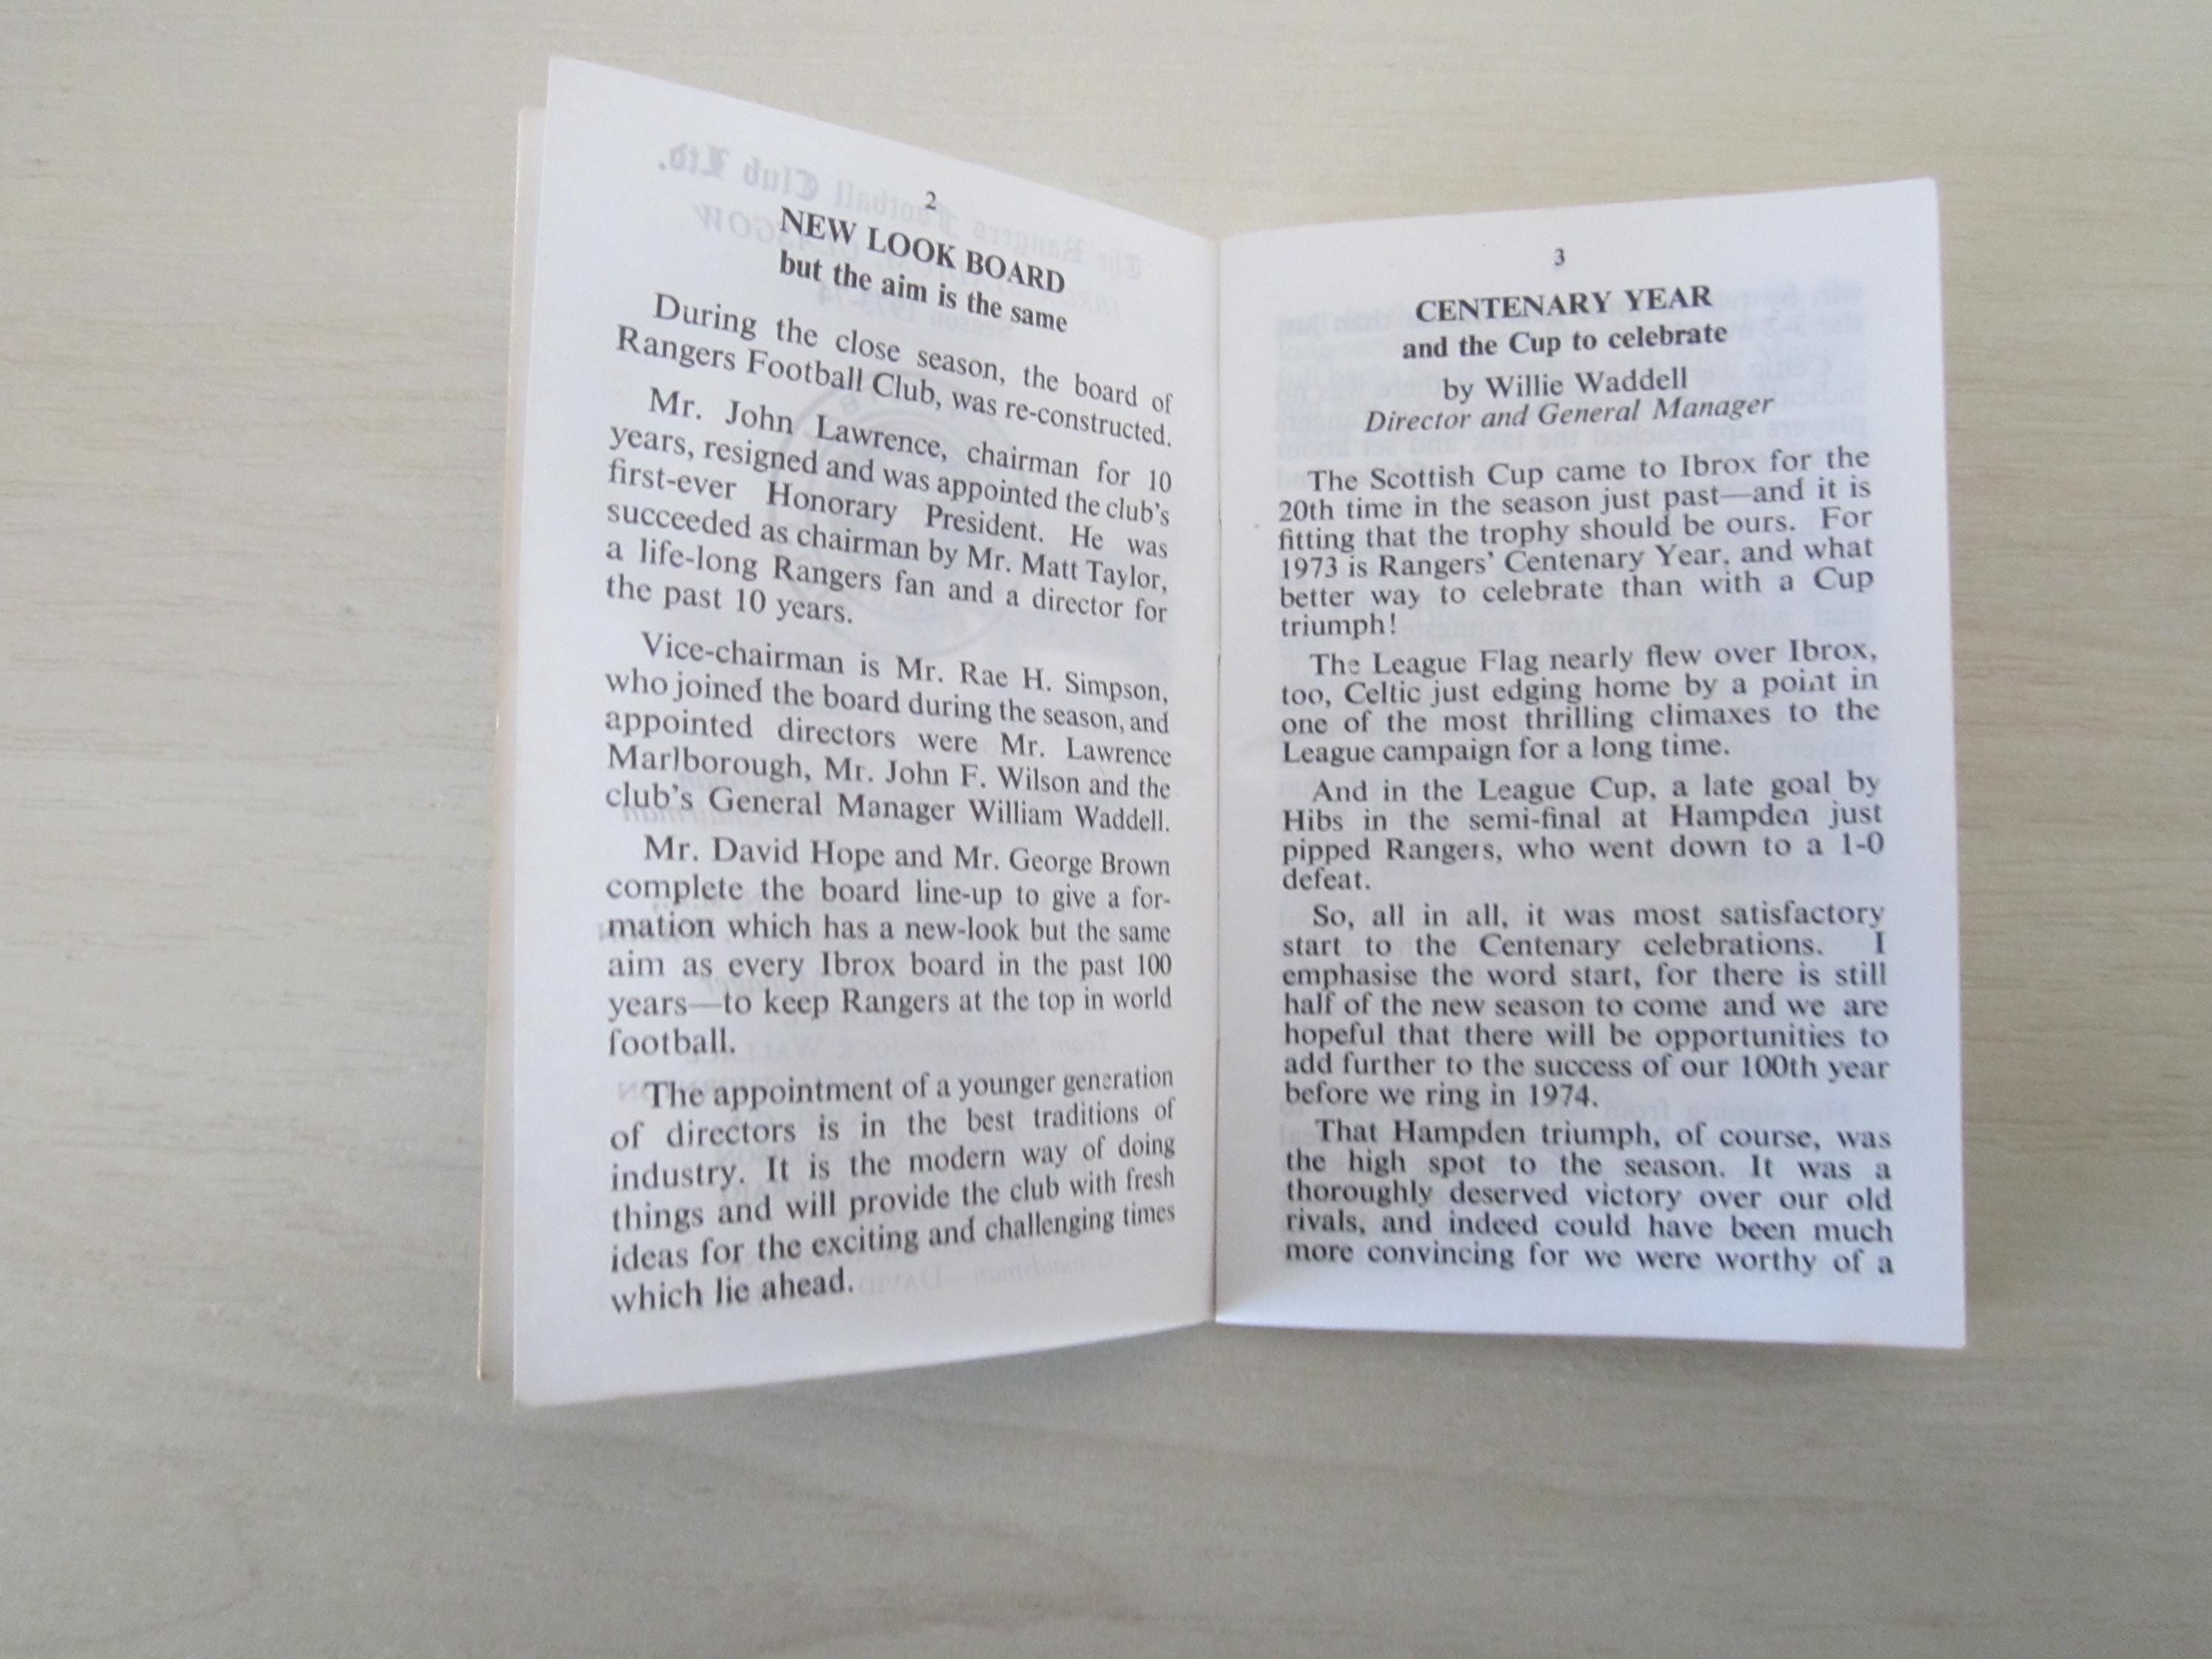 2
NEW LOOK BOARD
but the aim is the same
During the close season, the board of
Rangers Football Club, was re-constructed.
Mr. John Lawrence, chairman for 10
years, resigned and was appointed the club's
first-ever Honorary President. He was
succeeded as chairman by Mr. Matt Taylor,
a life-long Rangers fan and a director for
the past 10 years.
Vice-chairman is Mr. Rae H. Simpson,
who joined the board during the season, and
appointed directors were Mr. Lawrence
Marlborough, Mr. John F. Wilson and the
club's General Manager William Waddell.
Mr. David Hope and Mr. George Brown
complete the board line-up to give a for-
mation which has a new-look but the same
aim as every Ibrox board in the past 100
years—to keep Rangers at the top in world
football.
The appointment of a younger generation
of directors is in the best traditions of
industry. It is the modern way of doing
things and will provide the club with fresh
ideas for the exciting and challenging times
which lie ahead.
3
CENTENARY YEAR
and the Cup to celebrate
by Willie Waddell
Director and General Manager
The Scottish Cup came to Ibrox for the
20th time in the season just past—and it is
fitting that the trophy should be ours. For
1973 is Rangers' Centenary Year, and what
better way to celebrate than with a Cup
triumph!
The League Flag nearly flew over Ibrox,
too, Celtic just edging home by a point in
one of the most thrilling climaxes to the
League campaign for a long time.
And in the League Cup, a late goal by
Hibs in the semi-final at Hampden just
pipped Rangers, who went down to a 1-0
defeat.
So, all in all, it was most satisfactory
start to the Centenary celebrations. I
emphasise the word start, for there is still
half of the new season to come and we are
hopeful that there will be opportunities to
add further to the success of our 100th year
before we ring in 1974.
That Hampden triumph, of course, was
the high spot to the season. It was a
thoroughly deserved victory over our old
rivals, and indeed could have been much
more convincing for we were worthy of a